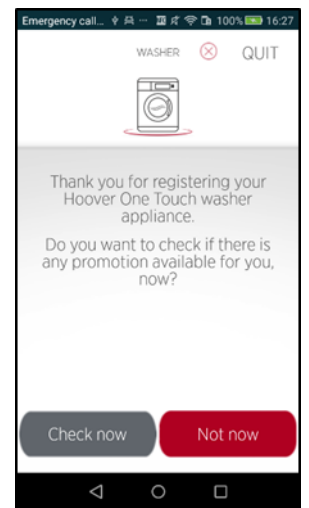 Emergency call… 100% 16:27
WASHER QUIT
Thank you for registering your
Hoover One Touch washer
appliance.
Do you want to check if there is
any promotion available for you,
now?
Check now Not now